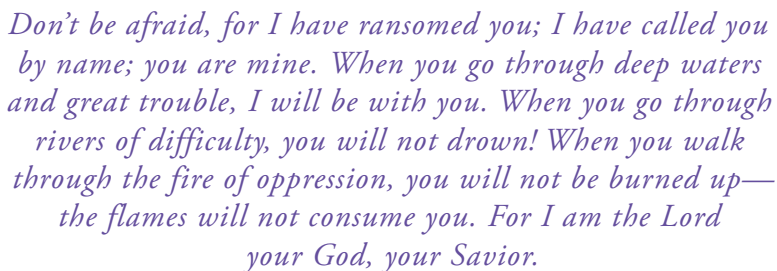 Don’t be afraid, for I have ransomed you; I have called you
by name; you are mine. When you go through deep waters
and great trouble, I will be with you. When you go through
rivers of difficulty, you will not drown! When you walk
through the fire of oppression, you will not be burned up—
the flames will not consume you. For I am the Lord
your God, your Savior.